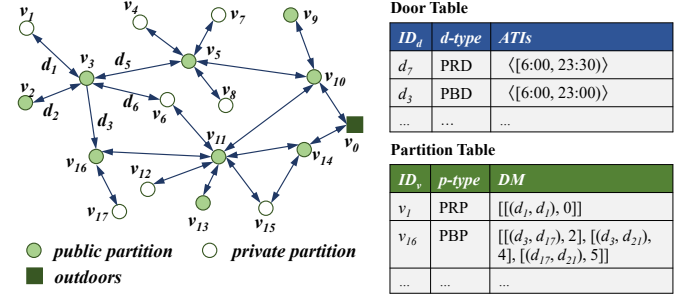 v1
v4
v7
v9
d1
v3
d5
v5
v10
v2
d2
d6
v6
v8
d3
v11
v0
v16
v14
v12
v17
v13
v15
public partition
private partition
outdoors
Door Table
IDd d-type ATIs
d7 PRD ⟨[6:00, 23:30)⟩
d3 PBD ⟨[6:00, 23:00)⟩
... ... ...
Partition Table
IDv p-type DM
v1 PRP [[(d1, d1), 0]]
v16 PBP [[(d3, d17), 2], [(d3, d21),
4], [(d17, d21), 5]]
... ... ...